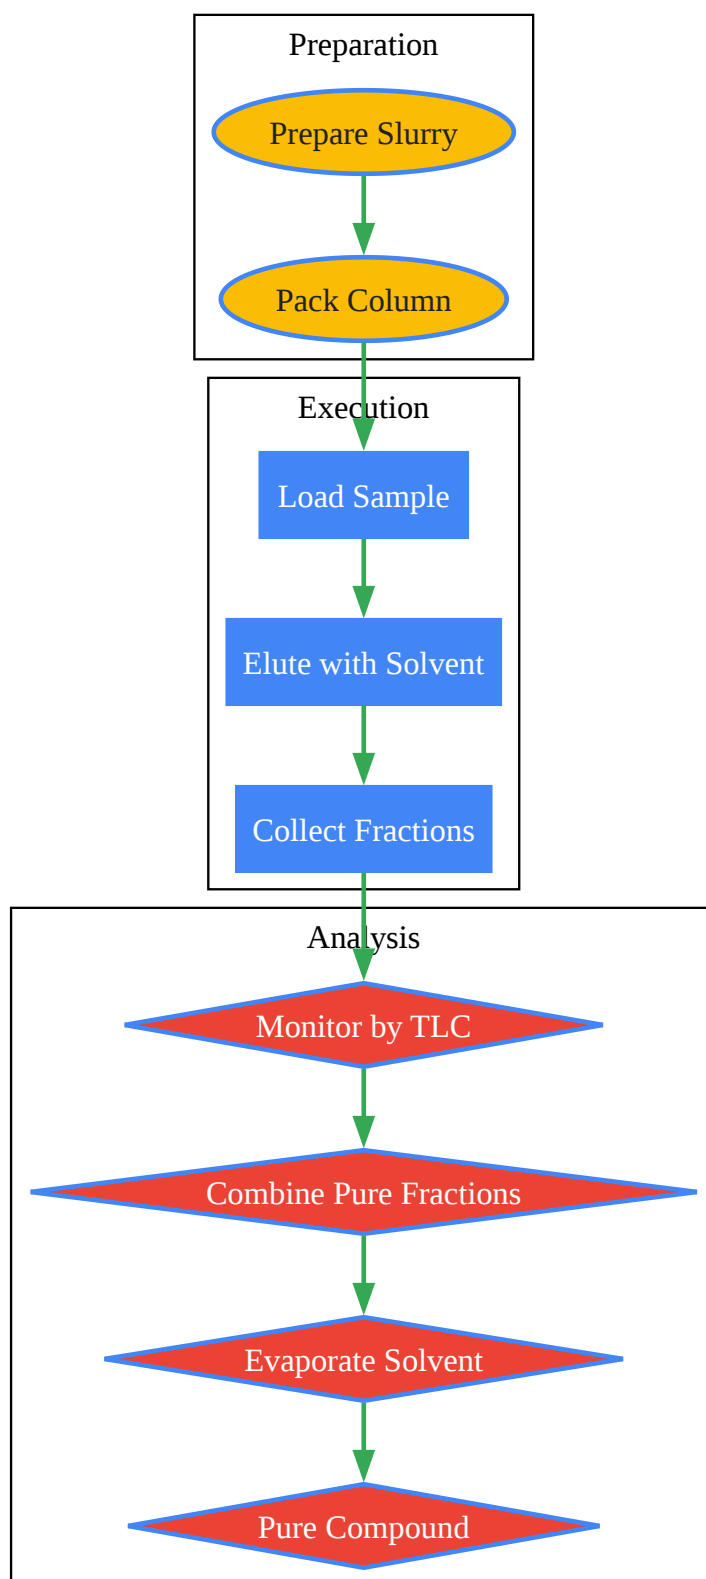 Preparation
Prepare Slurry
Pack Column
Execution
Load Sample
Elute with Solvent
Collect Fractions
Analysis
Monitor by TLC
Combine Pure Fractions
Evaporate Solvent
Pure Compound